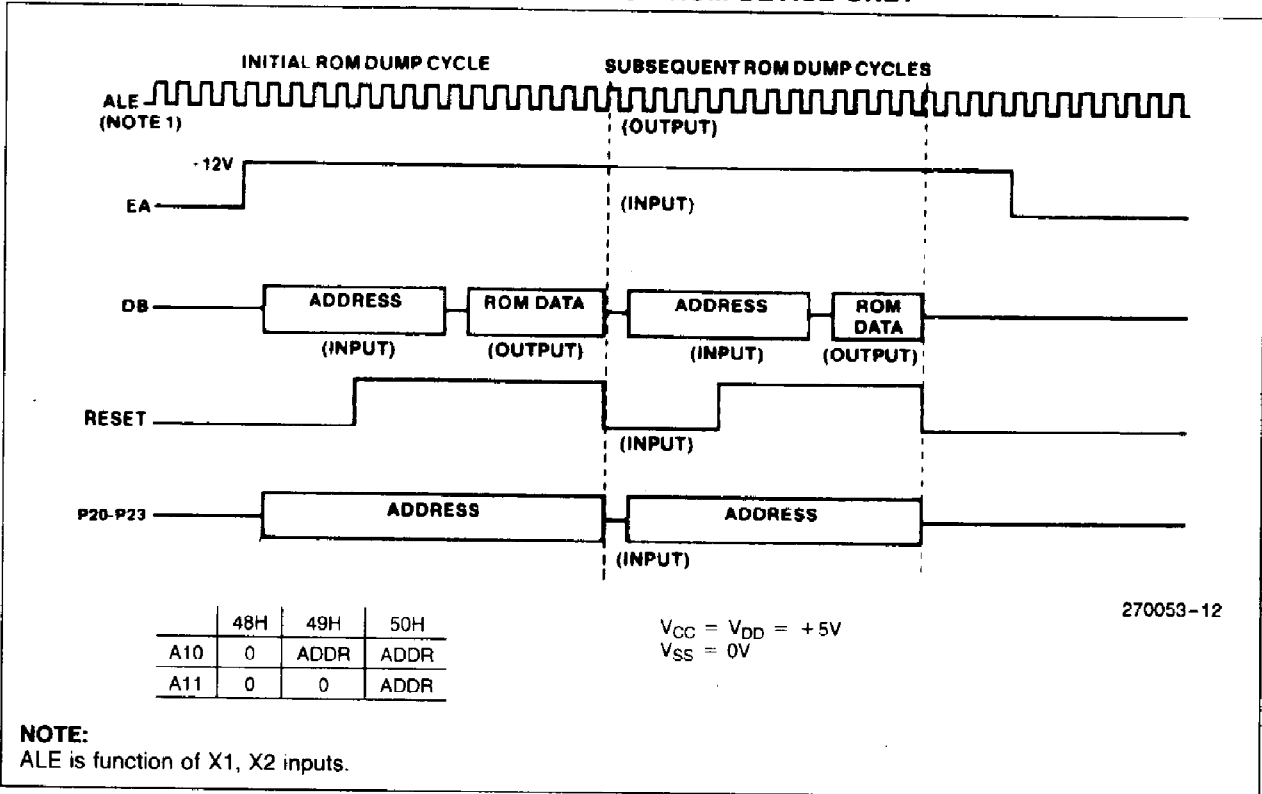 INITIAL ROM DUMP CYCLE
SUBSEQUENT ROM DUMP CYCLES
ALE
(NOTE 1)
(OUTPUT)
+12V
EA
(INPUT)
DB
ADDRESS
ROM DATA
ADDRESS
ROM
DATA
(INPUT)
(OUTPUT)
(INPUT)
(OUTPUT)
RESET
(INPUT)
P20-P23
ADDRESS
ADDRESS
(INPUT)
270053-12
48H 49H 50H
A10 0 ADDR ADDR
A11 0 0 ADDR
VCC = VDD = +5V
VSS = 0V
NOTE:
ALE is function of X1, X2 inputs.